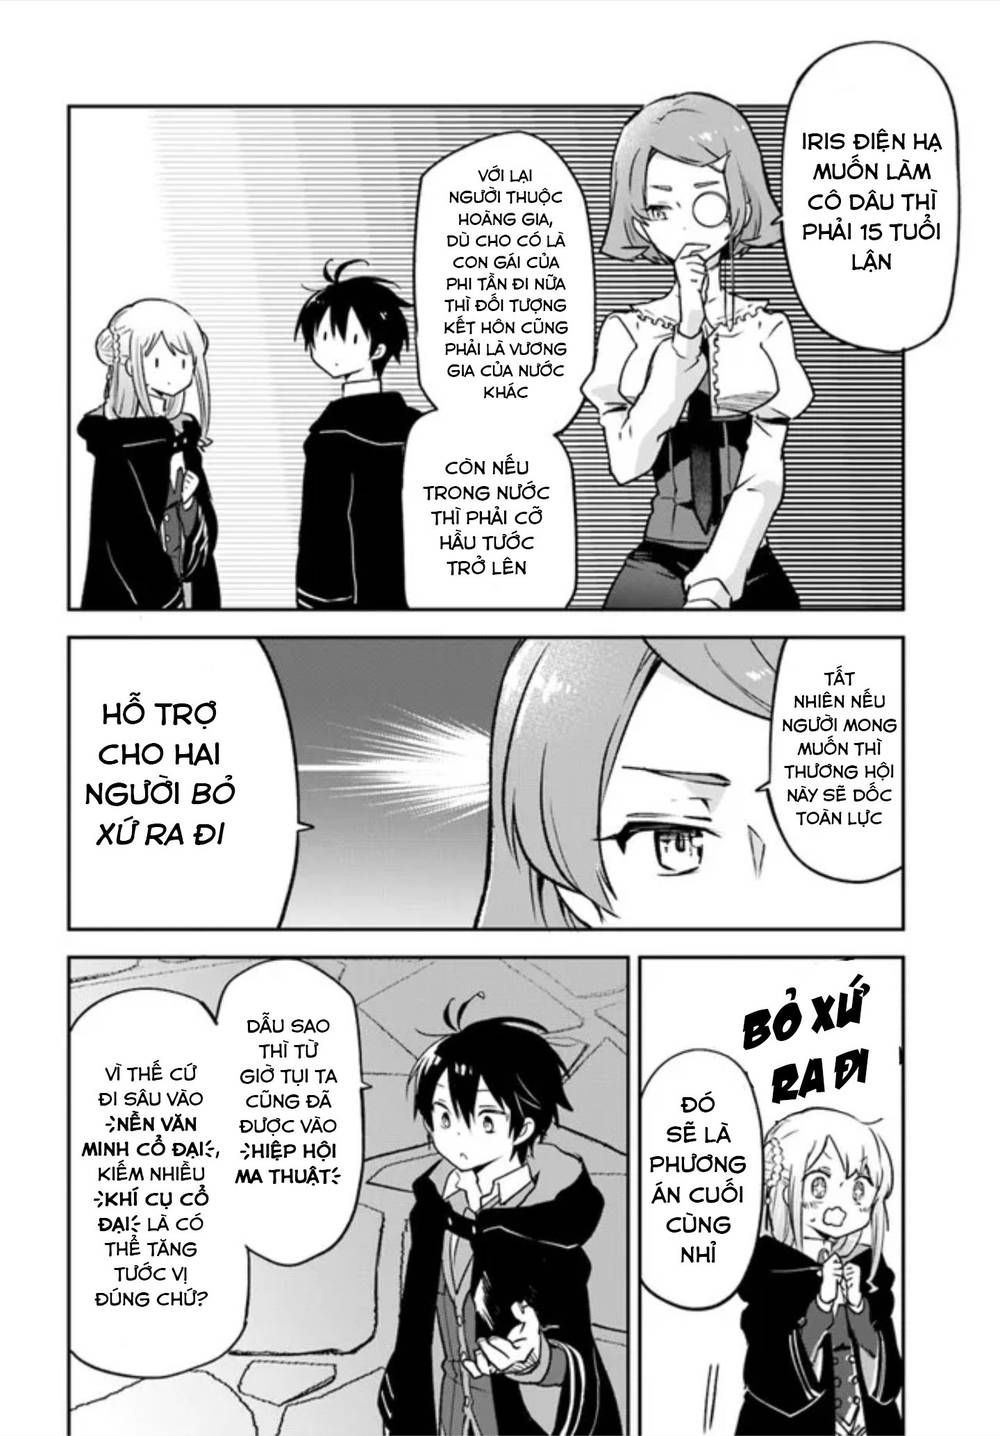 IRIS ĐIỆN HẠ
MUỐN LÀM
CÔ DÂU THÌ
PHẢI 15 TUỔI
LẬN
VỚI LẠI
NGƯỜI THUỘC
HOÀNG GIA,
DÙ CHO CÓ LÀ
CON GÁI CỦA
PHI TẦN ĐI NỮA
THÌ ĐỐI TƯỢNG
KẾT HÔN CŨNG
PHẢI LÀ VƯƠNG
GIA CỦA NƯỚC
KHÁC
CÒN NẾU
TRONG NƯỚC
THÌ PHẢI CỠ
HẦU TƯỚC
TRỞ LÊN
TẤT
NHIÊN NẾU
NGƯỜI MONG
MUỐN THÌ
THƯƠNG HỘI
NÀY SẼ DỐC
TOÀN LỰC
HỖ TRỢ
CHO HAI
NGƯỜI BỎ
XỨ RA ĐI
BỎ XỨ
RA ĐI
ĐÓ
SẼ LÀ
PHƯƠNG
ÁN CUỐI
CÙNG
NHỈ
DẪU SAO
THÌ TỪ
GIỜ TỤI TA
CŨNG ĐÃ
ĐƯỢC VÀO
HIỆP HỘI
MA THUẬT
VÌ THẾ CỨ
ĐI SÂU VÀO
NỀN VĂN
MINH CỔ ĐẠI,
KIẾM NHIỀU
KHÍ CỤ CỔ
ĐẠI LÀ CÓ
THỂ TĂNG
TƯỚC VỊ
ĐÚNG CHỨ?